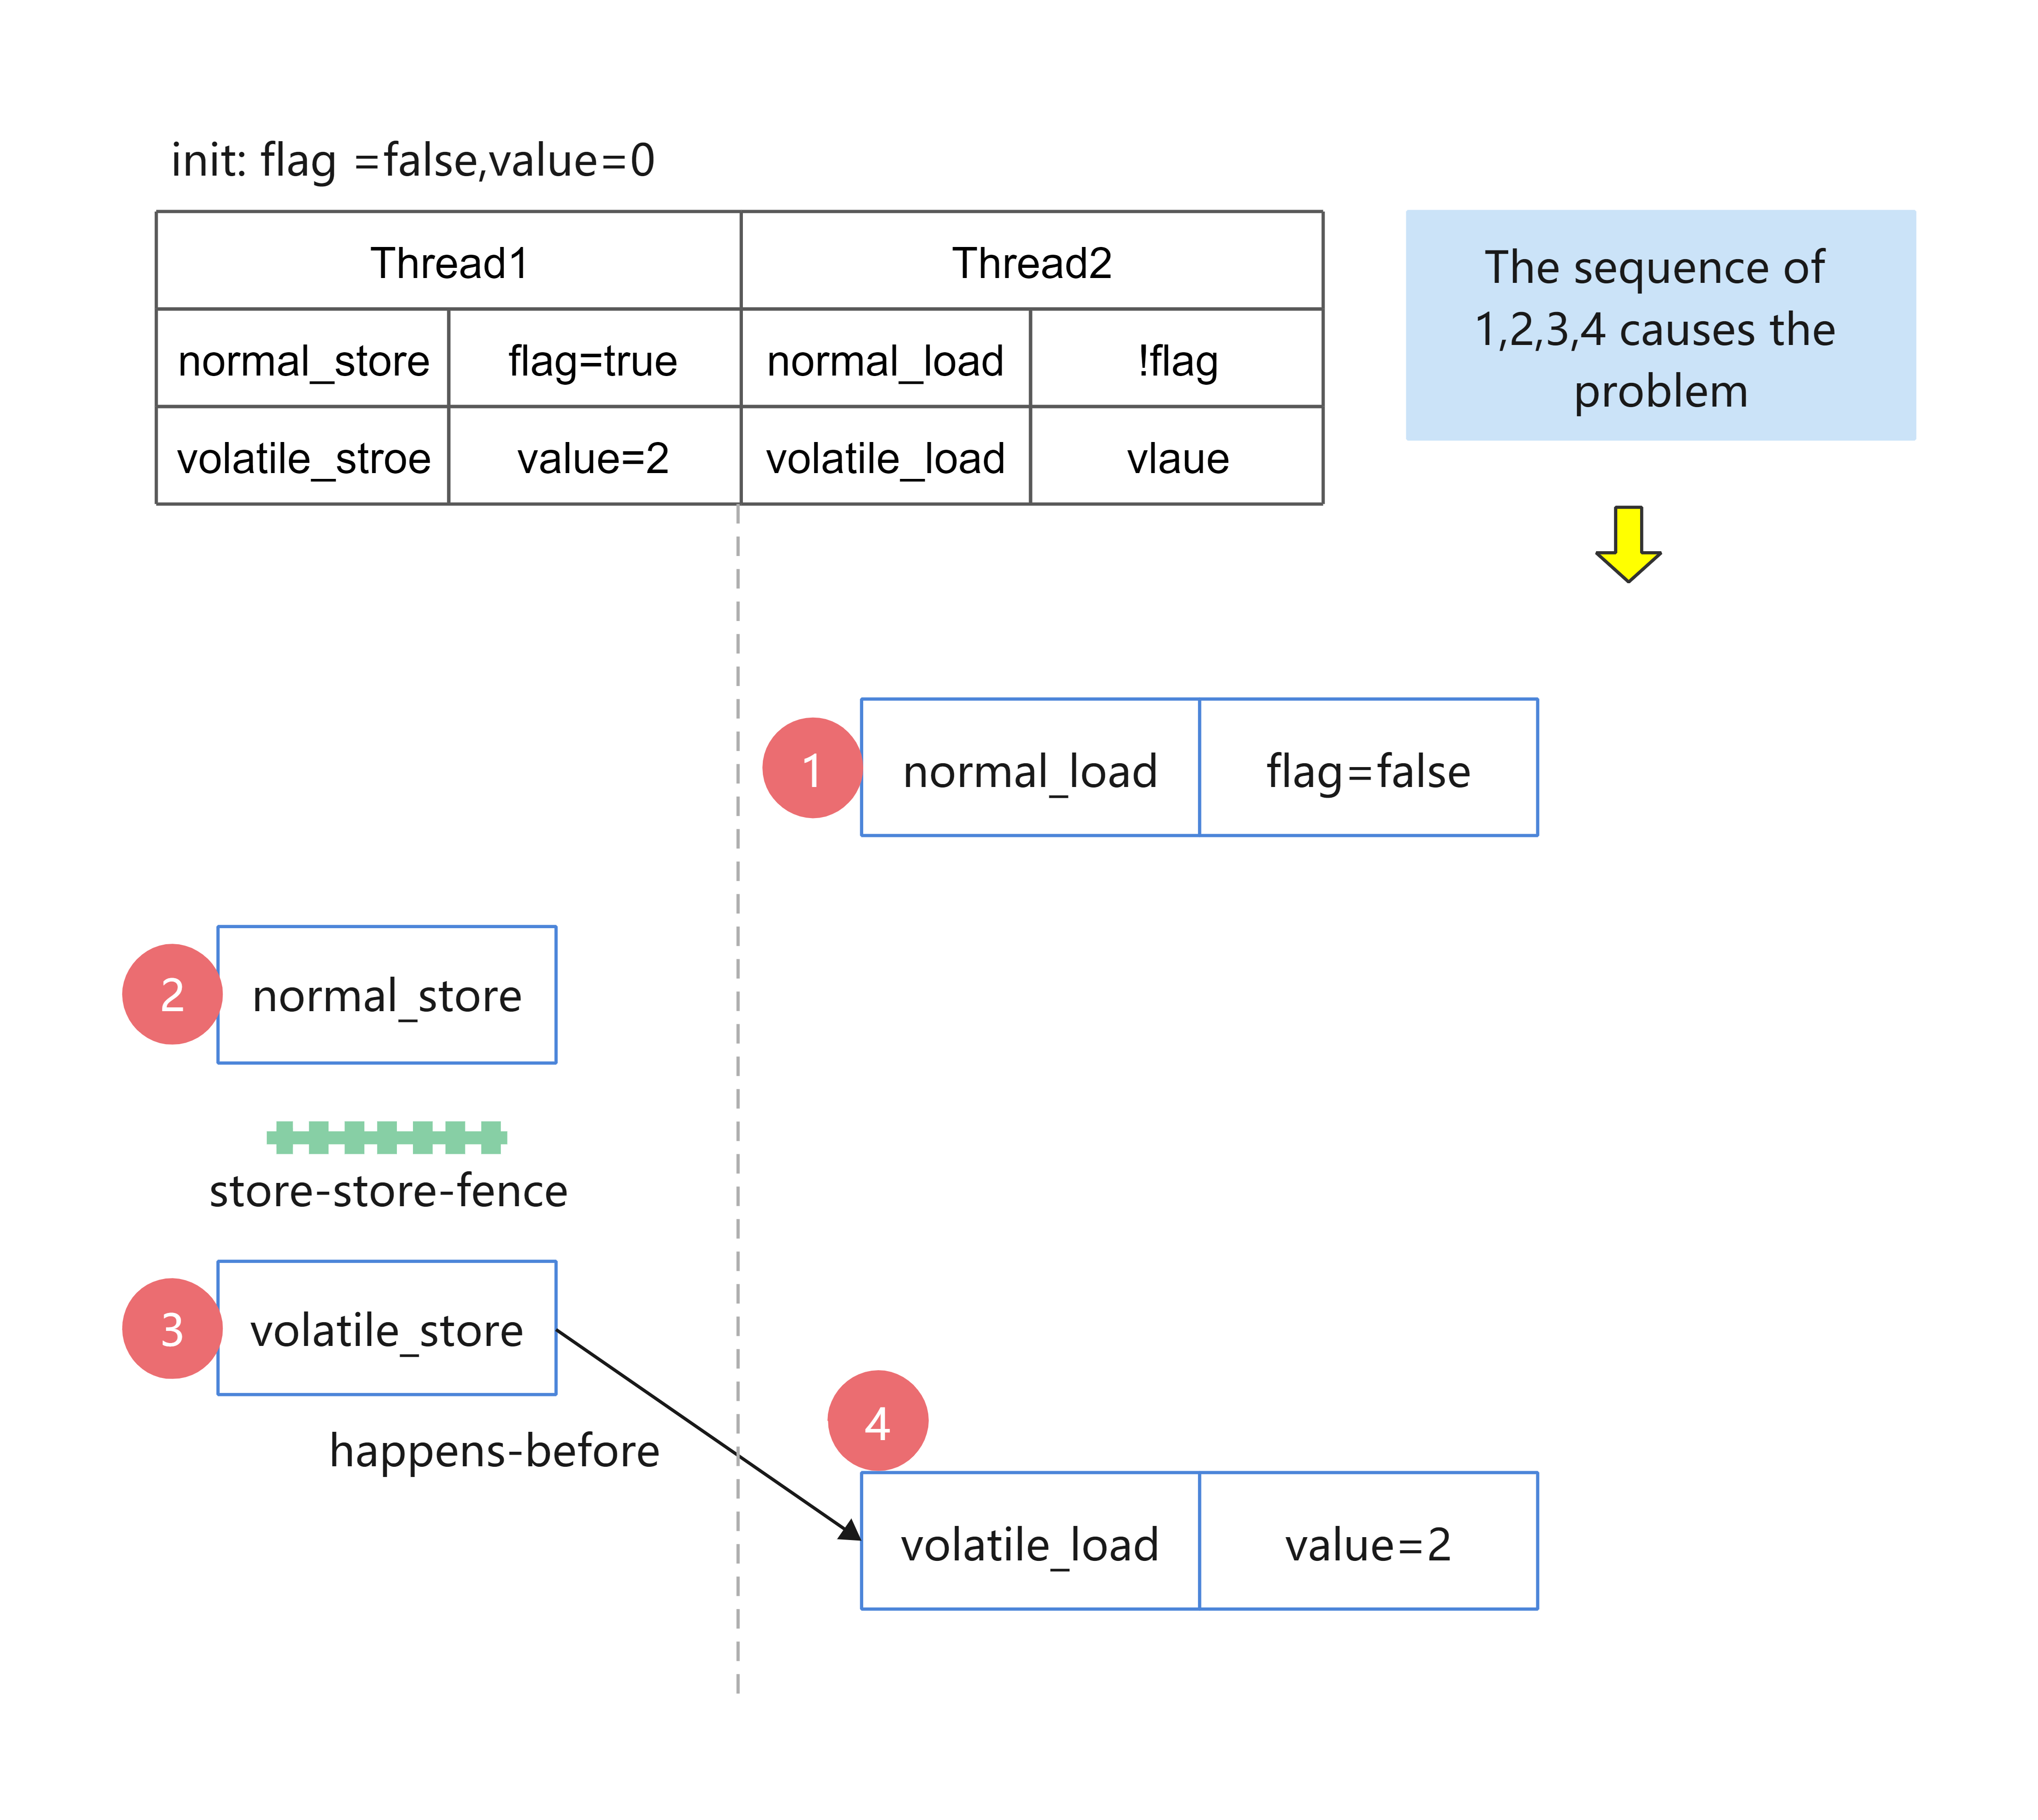 init: flag =false,value=0
Thread1 Thread2
normal_store flag=true normal_load !flag
volatile_stroe value=2 volatile_load vlaue
The sequence of
1,2,3,4 causes the
problem
1 normal_load flag=false
2 normal_store
store-store-fence
3 volatile_store
happens-before
4
volatile_load value=2